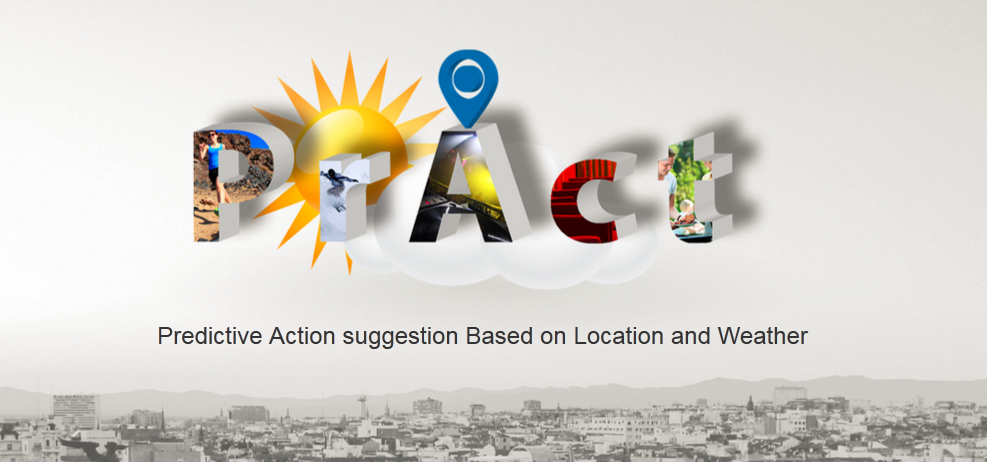 PrAct
Predictive Action suggestion Based on Location and Weather